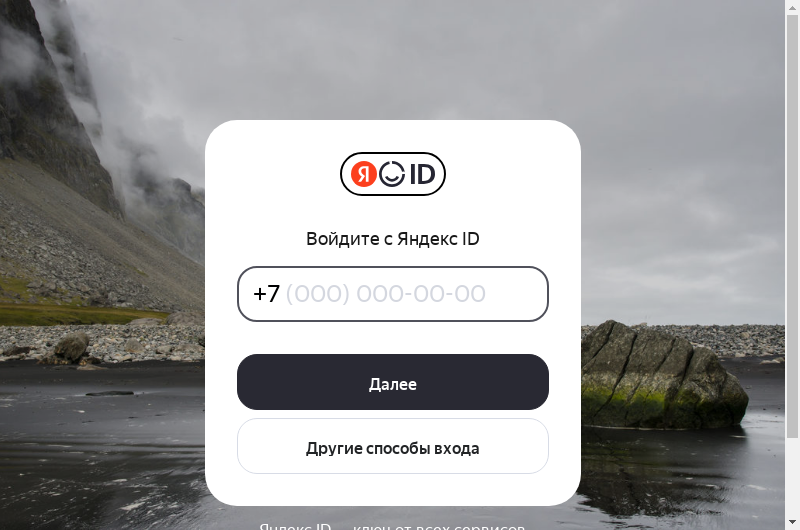 Я ID
Войдите с Яндекс ID
+7 (000) 000-00-00
Далее
Другие способы входа
Яндекс ID — ключ от всех сервисов